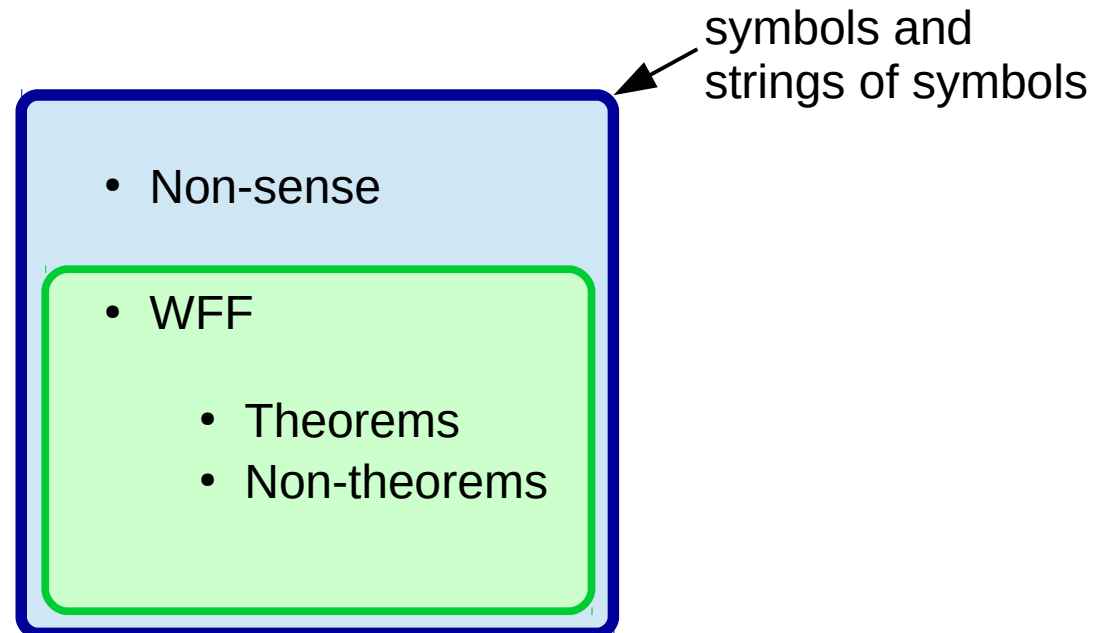 symbols and
strings of symbols
• Non-sense
• WFF
• Theorems
• Non-theorems